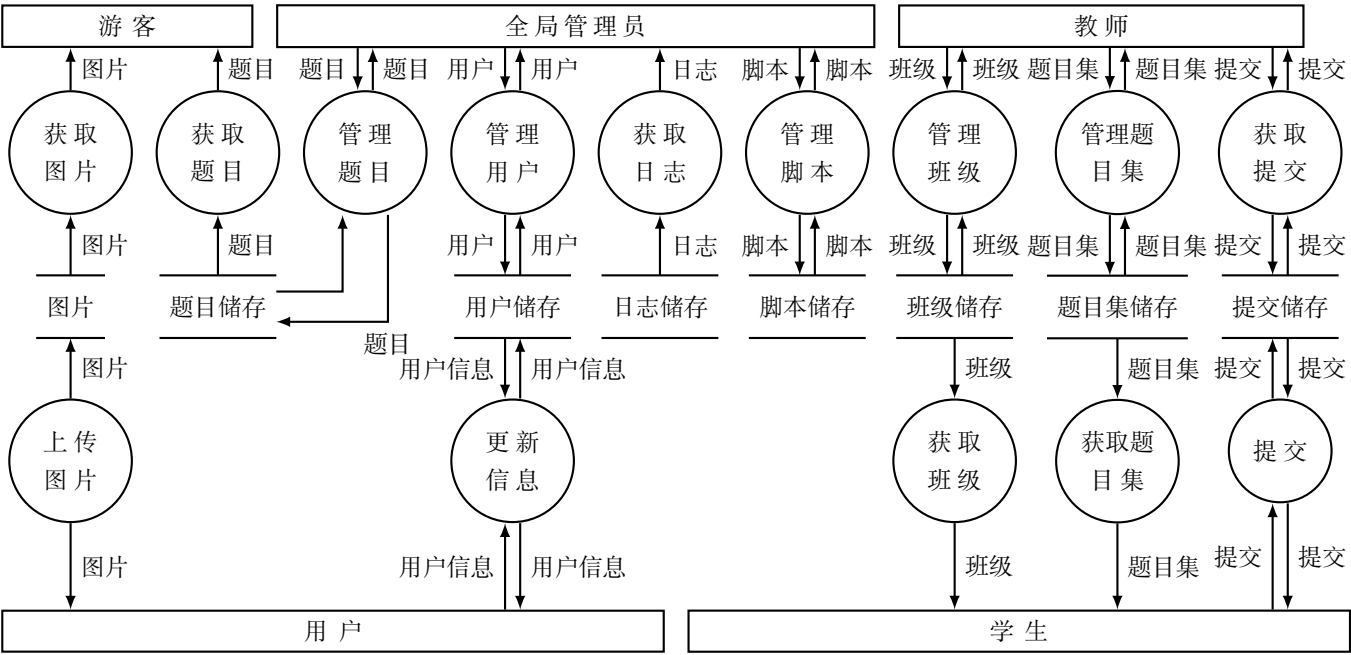 游客 全局管理员 教师
图片 题目 题目 题目 用户 用户 日志 脚本 脚本 班级 班级 题目集 题目集 提交 提交
获取 获取 管理 管理 获取 管理 管理 管理题 获取
图片 题目 题目 用户 日志 脚本 班级 目集 提交
图片 题目 用户 用户 日志 脚本 脚本 班级 班级 题目集 题目集 提交 提交
图片 题目储存 用户储存 日志储存 脚本储存 班级储存 题目集储存 提交储存
题目
图片 用户信息 用户信息 班级 题目集 提交 提交
上传 更新 获取 获取题 提交
图片 信息 班级 目集
图片 用户信息 用户信息 班级 题目集 提交 提交
用户 学生